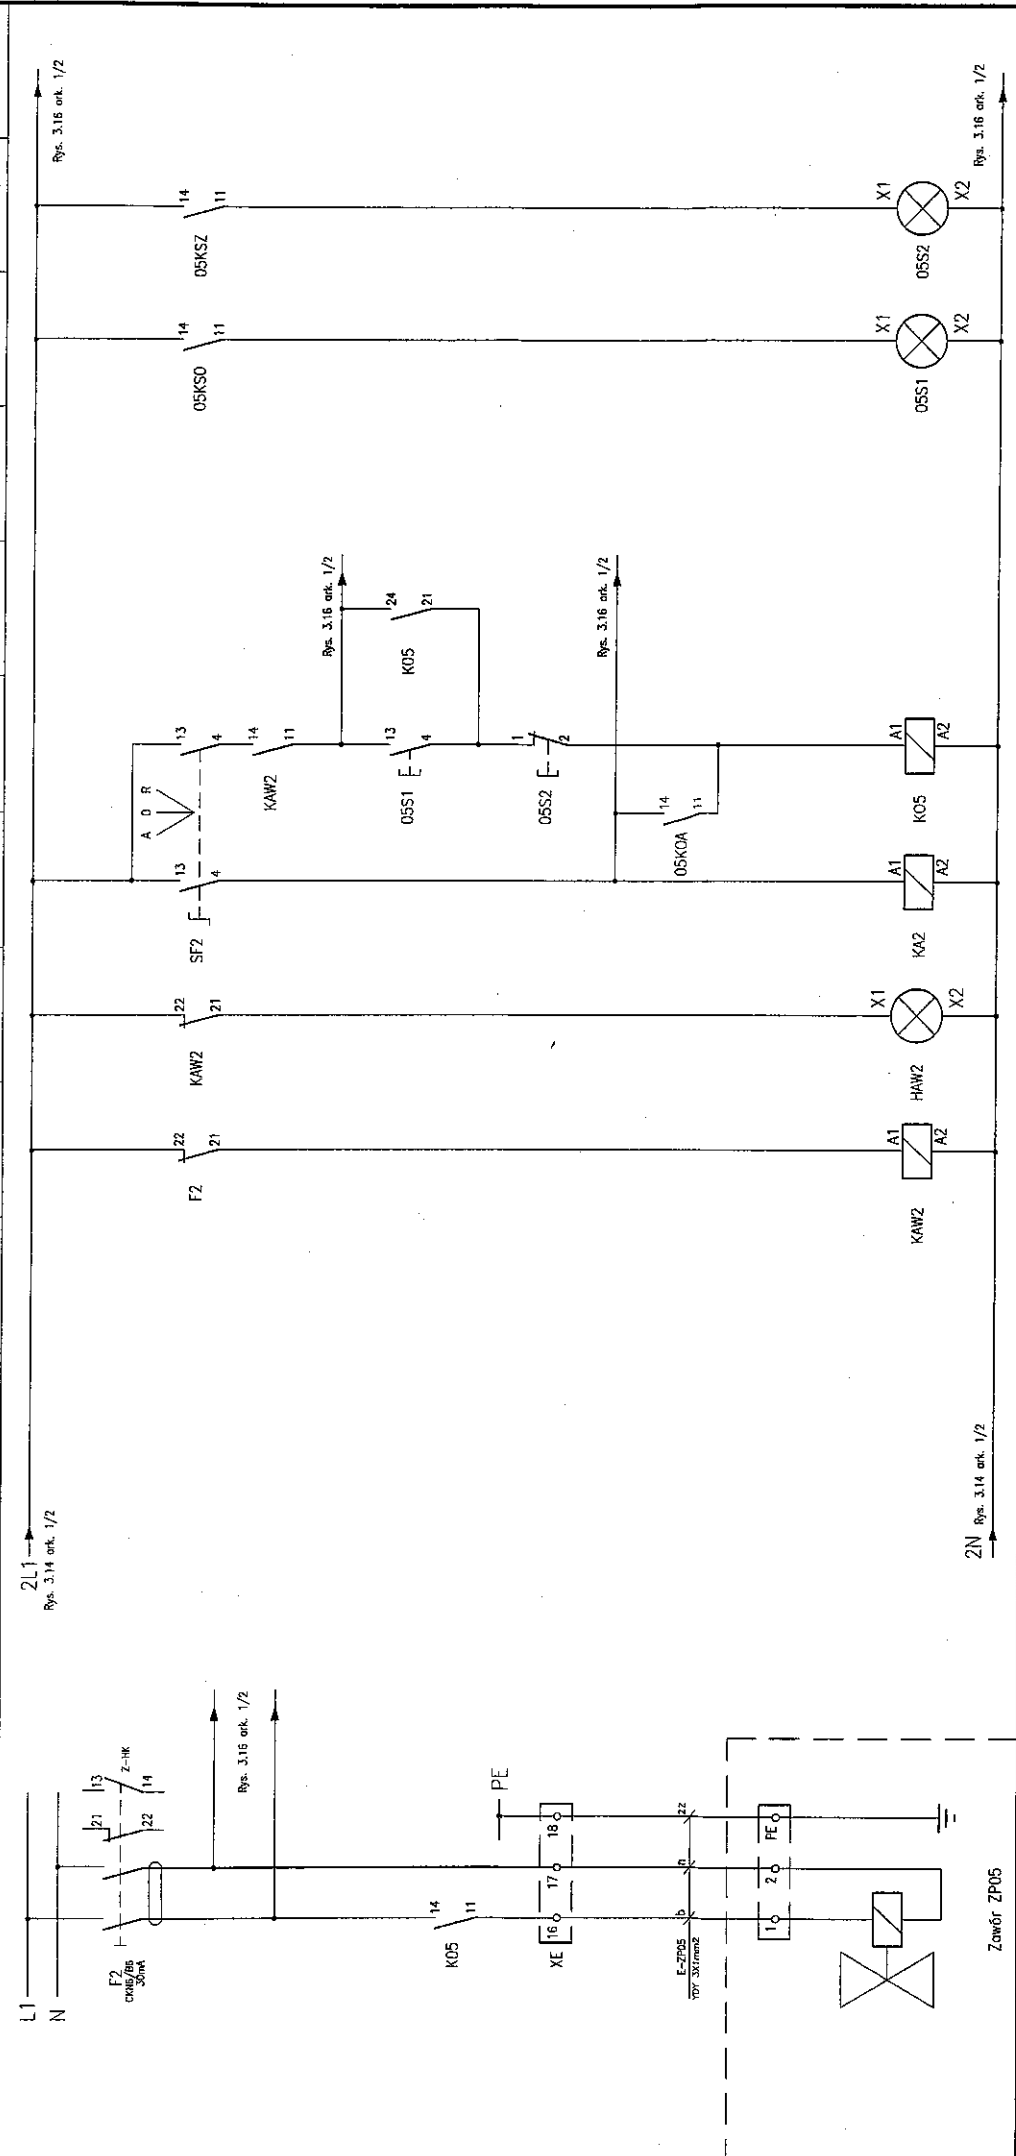 L1
N
F2
CKN6/B6
30mA
21
22
13
14
Z-HK
Rys. 3.16 ark. 1/2
K05
14
11
PE
XE
16
17
18
E-ZP05
YDY 3X1mm2
b
n
zz
1
2
PE
Zawór ZP05
2L1
Rys. 3.14 ark. 1/2
2N
Rys. 3.14 ark. 1/2
F2
22
21
KAW2
A1
A2
KAW2
22
21
HAW2
X1
X2
SF2
13
4
A 0 R
13
4
KA2
A1
A2
KAW2
14
11
Rys. 3.16 ark. 1/2
05S1
13
4
K05
24
21
05S2
1
2
Rys. 3.16 ark. 1/2
05K0A
14
11
K05
A1
A2
05KS0
14
11
05S1
X1
X2
05KSZ
14
11
05S2
X1
X2
Rys. 3.16 ark. 1/2
Rys. 3.16 ark. 1/2